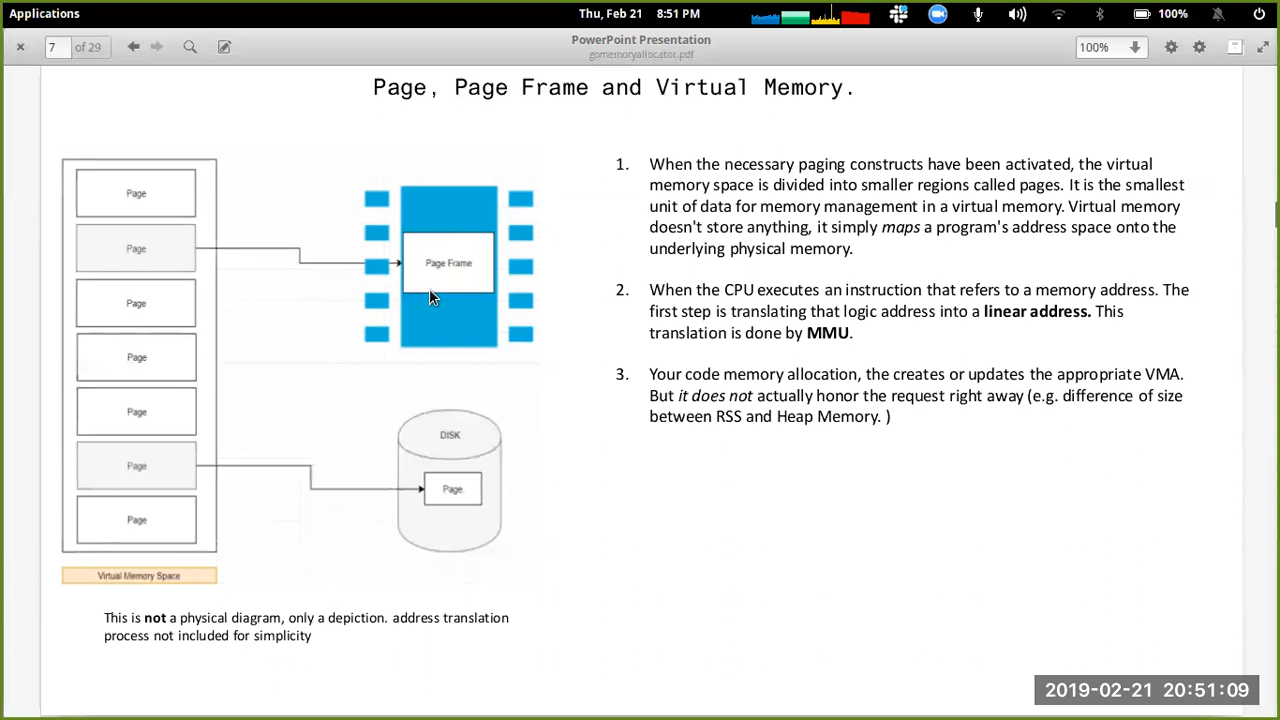 Applications
Thu, Feb 21 8:51 PM
100%
7 of 29
PowerPoint Presentation
gomemoryallocator.pdf
100%
Page, Page Frame and Virtual Memory.
Page
Page
Page
Page
Page
Page
Page
Virtual Memory Space
Page Frame
DISK
Page.
This is not a physical diagram, only a depiction. address translation
process not included for simplicity
1. When the necessary paging constructs have been activated, the virtual
memory space is divided into smaller regions called pages. It is the smallest
unit of data for memory management in a virtual memory. Virtual memory
doesn't store anything, it simply maps a program's address space onto the
underlying physical memory.
2. When the CPU executes an instruction that refers to a memory address. The
first step is translating that logic address into a linear address. This
translation is done by MMU.
3. Your code memory allocation, the creates or updates the appropriate VMA.
But it does not actually honor the request right away (e.g. difference of size
between RSS and Heap Memory. )
2019-02-21 20:51:09